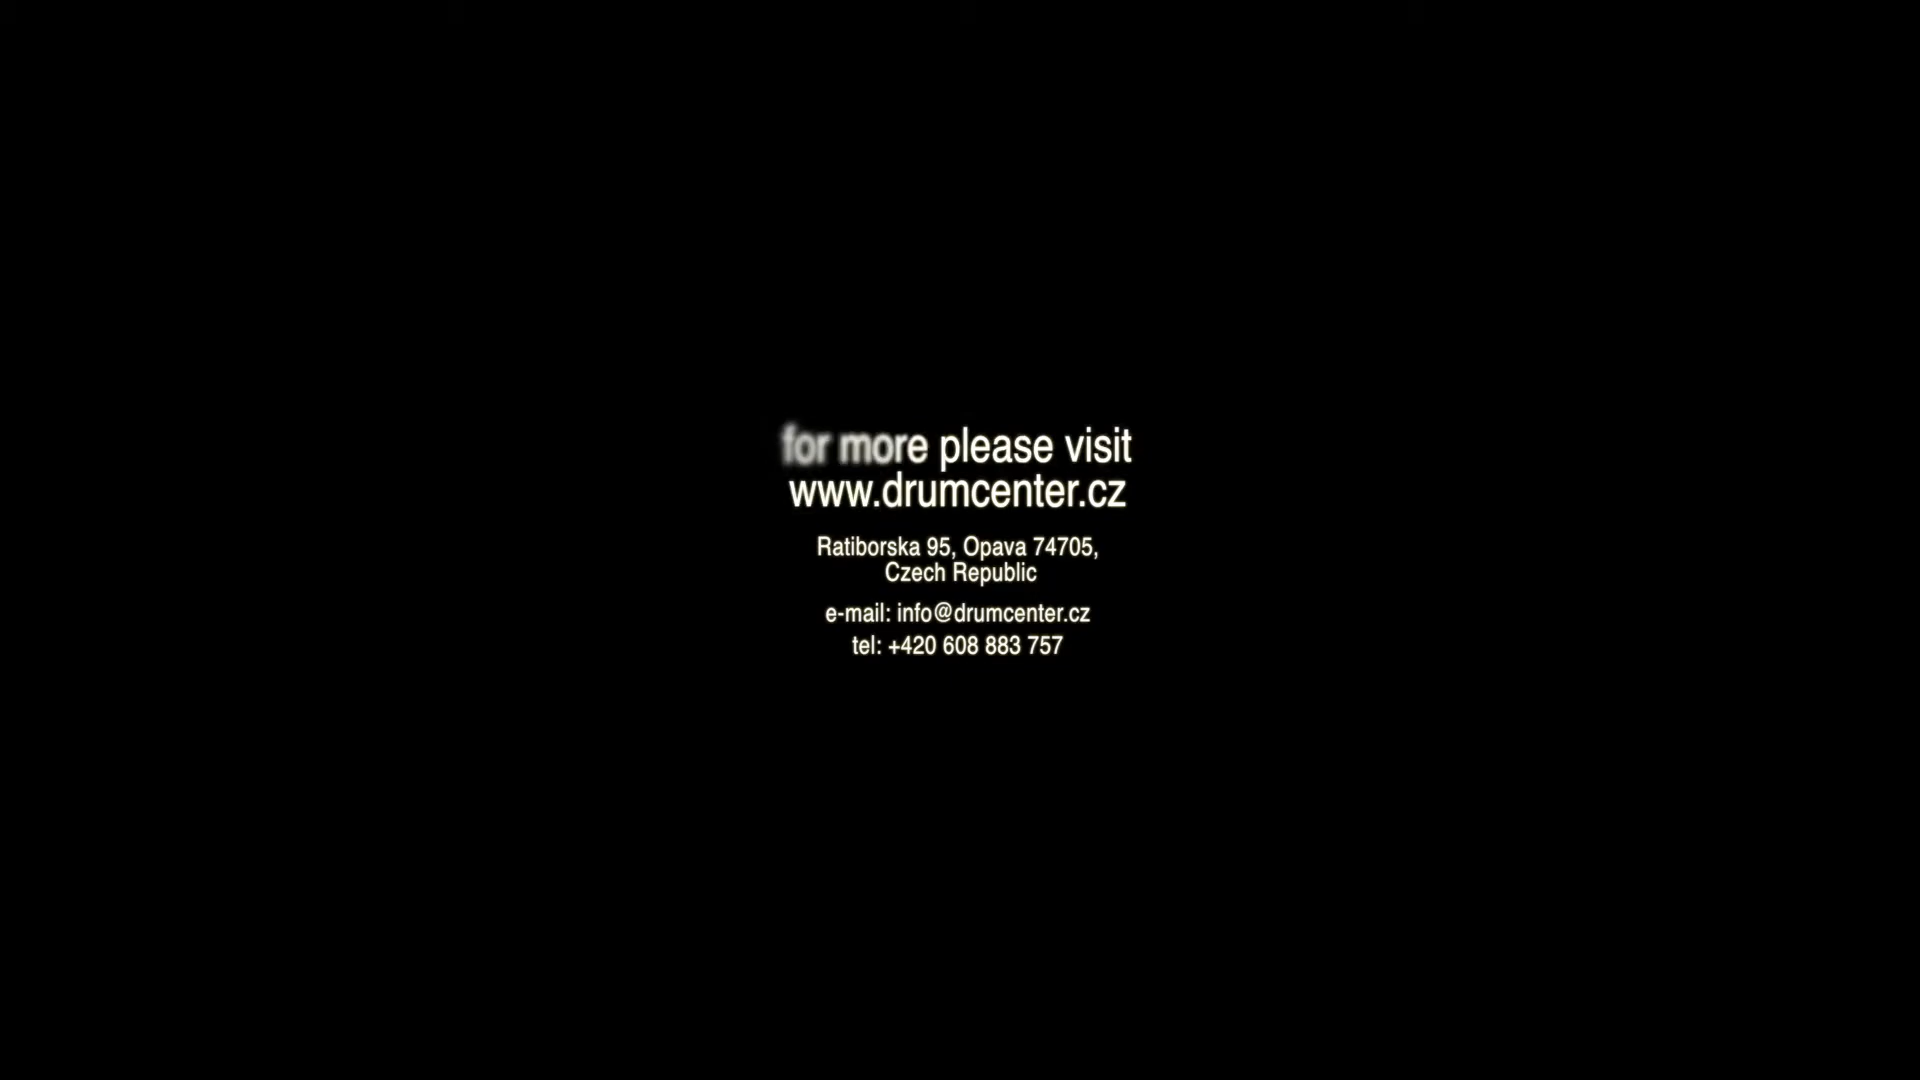 for more please visit
www.drumcenter.cz
Ratiborska 95, Opava 74705,
Czech Republic
e-mail: info@drumcenter.cz
tel: +420 608 883 757